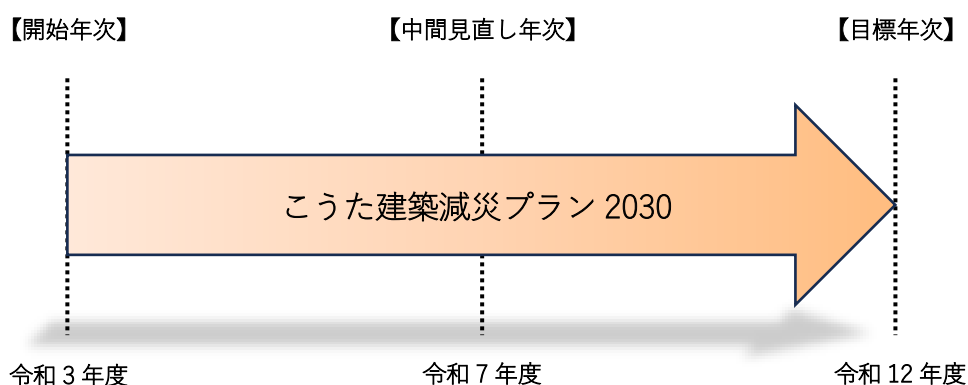 【開始年次】
【中間見直し年次】
【目標年次】
こうた建築減災プラン 2030
令和 3 年度
令和 7 年度
令和 12 年度